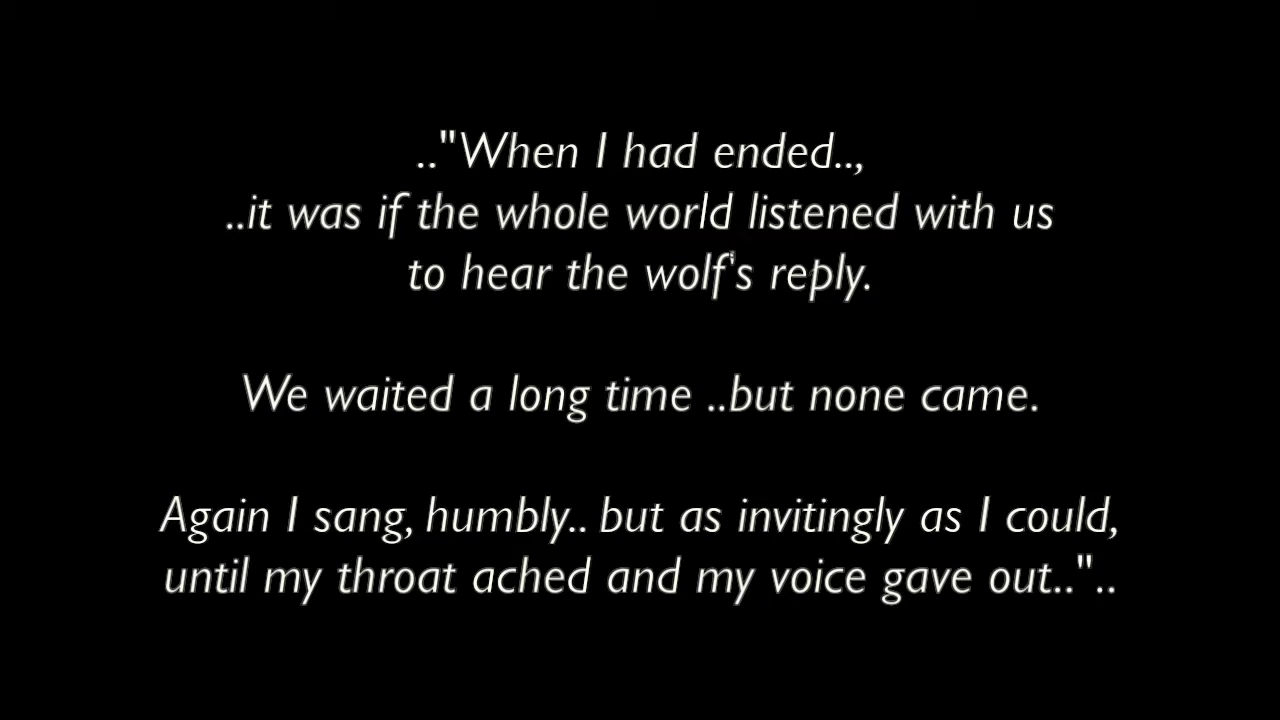 .."When I had ended..,
..it was if the whole world listened with us
to hear the wolf's reply.
We waited a long time ..but none came.
Again I sang, humbly.. but as invitingly as I could,
until my throat ached and my voice gave out.."..